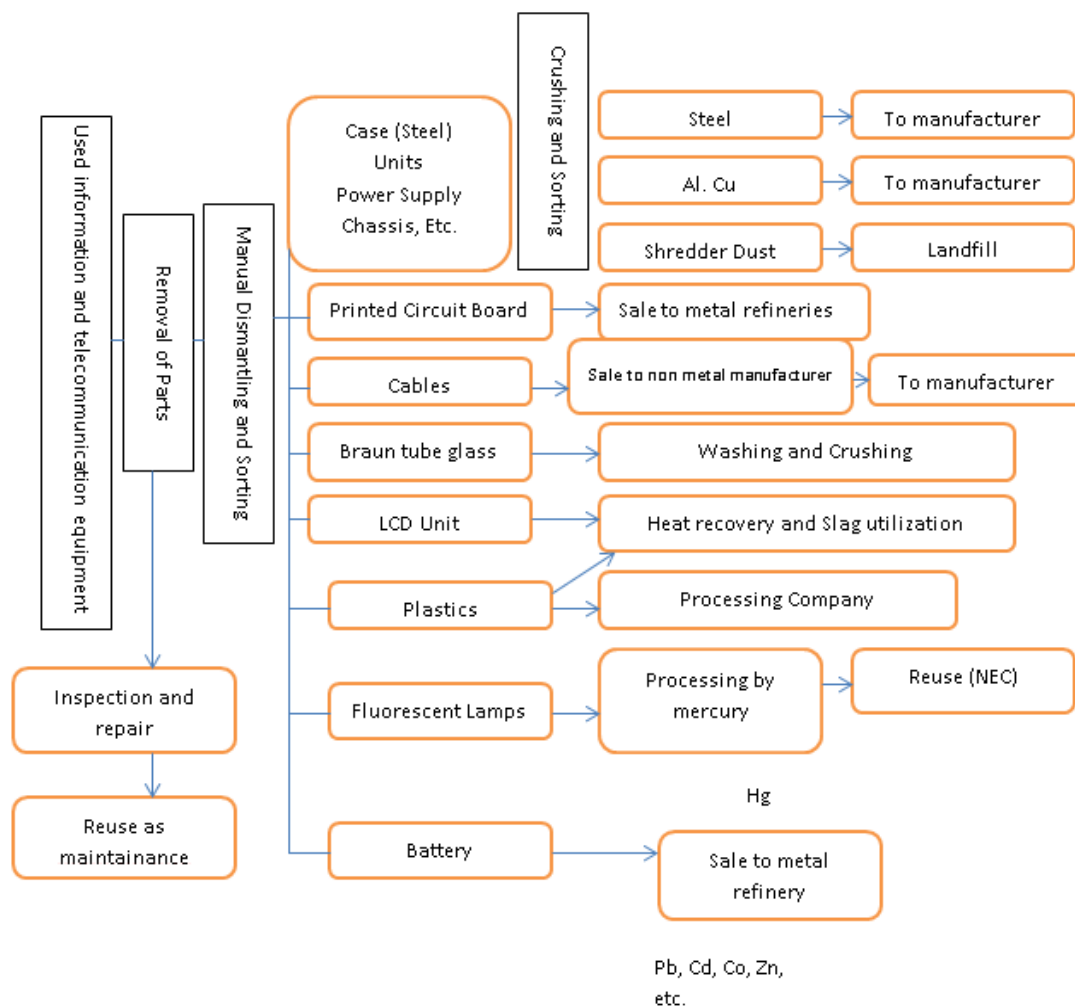 Used information and telecommunication equipment
Removal of Parts
Inspection and
repair
Reuse as
maintainance
Manual Dismantling and Sorting
Case (Steel)
Units
Power Supply
Chassis, Etc.
Crushing and Sorting
Steel
To manufacturer
Al. Cu
To manufacturer
Shredder Dust
Landfill
Printed Circuit Board
Sale to metal refineries
Cables
Sale to non metal manufacturer
To manufacturer
Braun tube glass
Washing and Crushing
LCD Unit
Heat recovery and Slag utilization
Plastics
Processing Company
Fluorescent Lamps
Processing by
mercury
Reuse (NEC)
Hg
Battery
Sale to metal
refinery
Pb, Cd, Co, Zn,
etc.